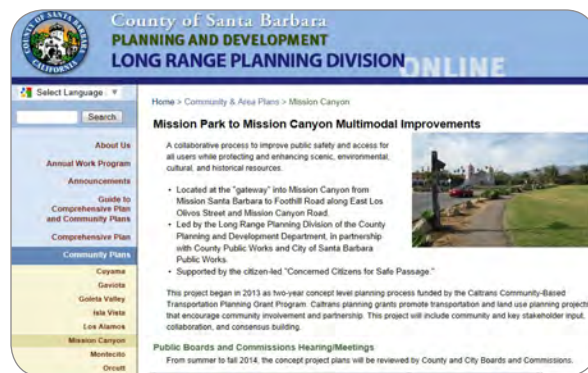 County of Santa Barbara
PLANNING AND DEVELOPMENT
LONG RANGE PLANNING DIVISION
ONLINE
COUNTY OF SANTA BARBARA
CALIFORNIA
Select Language ▼
Search
About Us
Annual Work Program
Announcements
Guide to
Comprehensive Plan
and Community Plans
Comprehensive Plan
Community Plans
Cuyama
Gaviota
Goleta Valley
Isla Vista
Los Alamos
Mission Canyon
Montecito
Orcutt
Home > Community & Area Plans > Mission Canyon
Mission Park to Mission Canyon Multimodal Improvements
A collaborative process to improve public safety and access for
all users while protecting and enhancing scenic, environmental,
cultural, and historical resources.
• Located at the "gateway" into Mission Canyon from
Mission Santa Barbara to Foothill Road along East Los
Olivos Street and Mission Canyon Road.
• Led by the Long Range Planning Division of the County
Planning and Development Department, in partnership
with County Public Works and City of Santa Barbara
Public Works.
• Supported by the citizen-led "Concerned Citizens for Safe Passage."
This project began in 2013 as two-year concept level planning process funded by the Caltrans Community-Based
Transportation Planning Grant Program. Caltrans planning grants promote transportation and land use planning projects
that encourage community involvement and partnership. This project will include community and key stakeholder input,
collaboration, and consensus building.
Public Boards and Commissions Hearing/Meetings
From summer to fall 2014, the concept project plans will be reviewed by County and City Boards and Commissions.